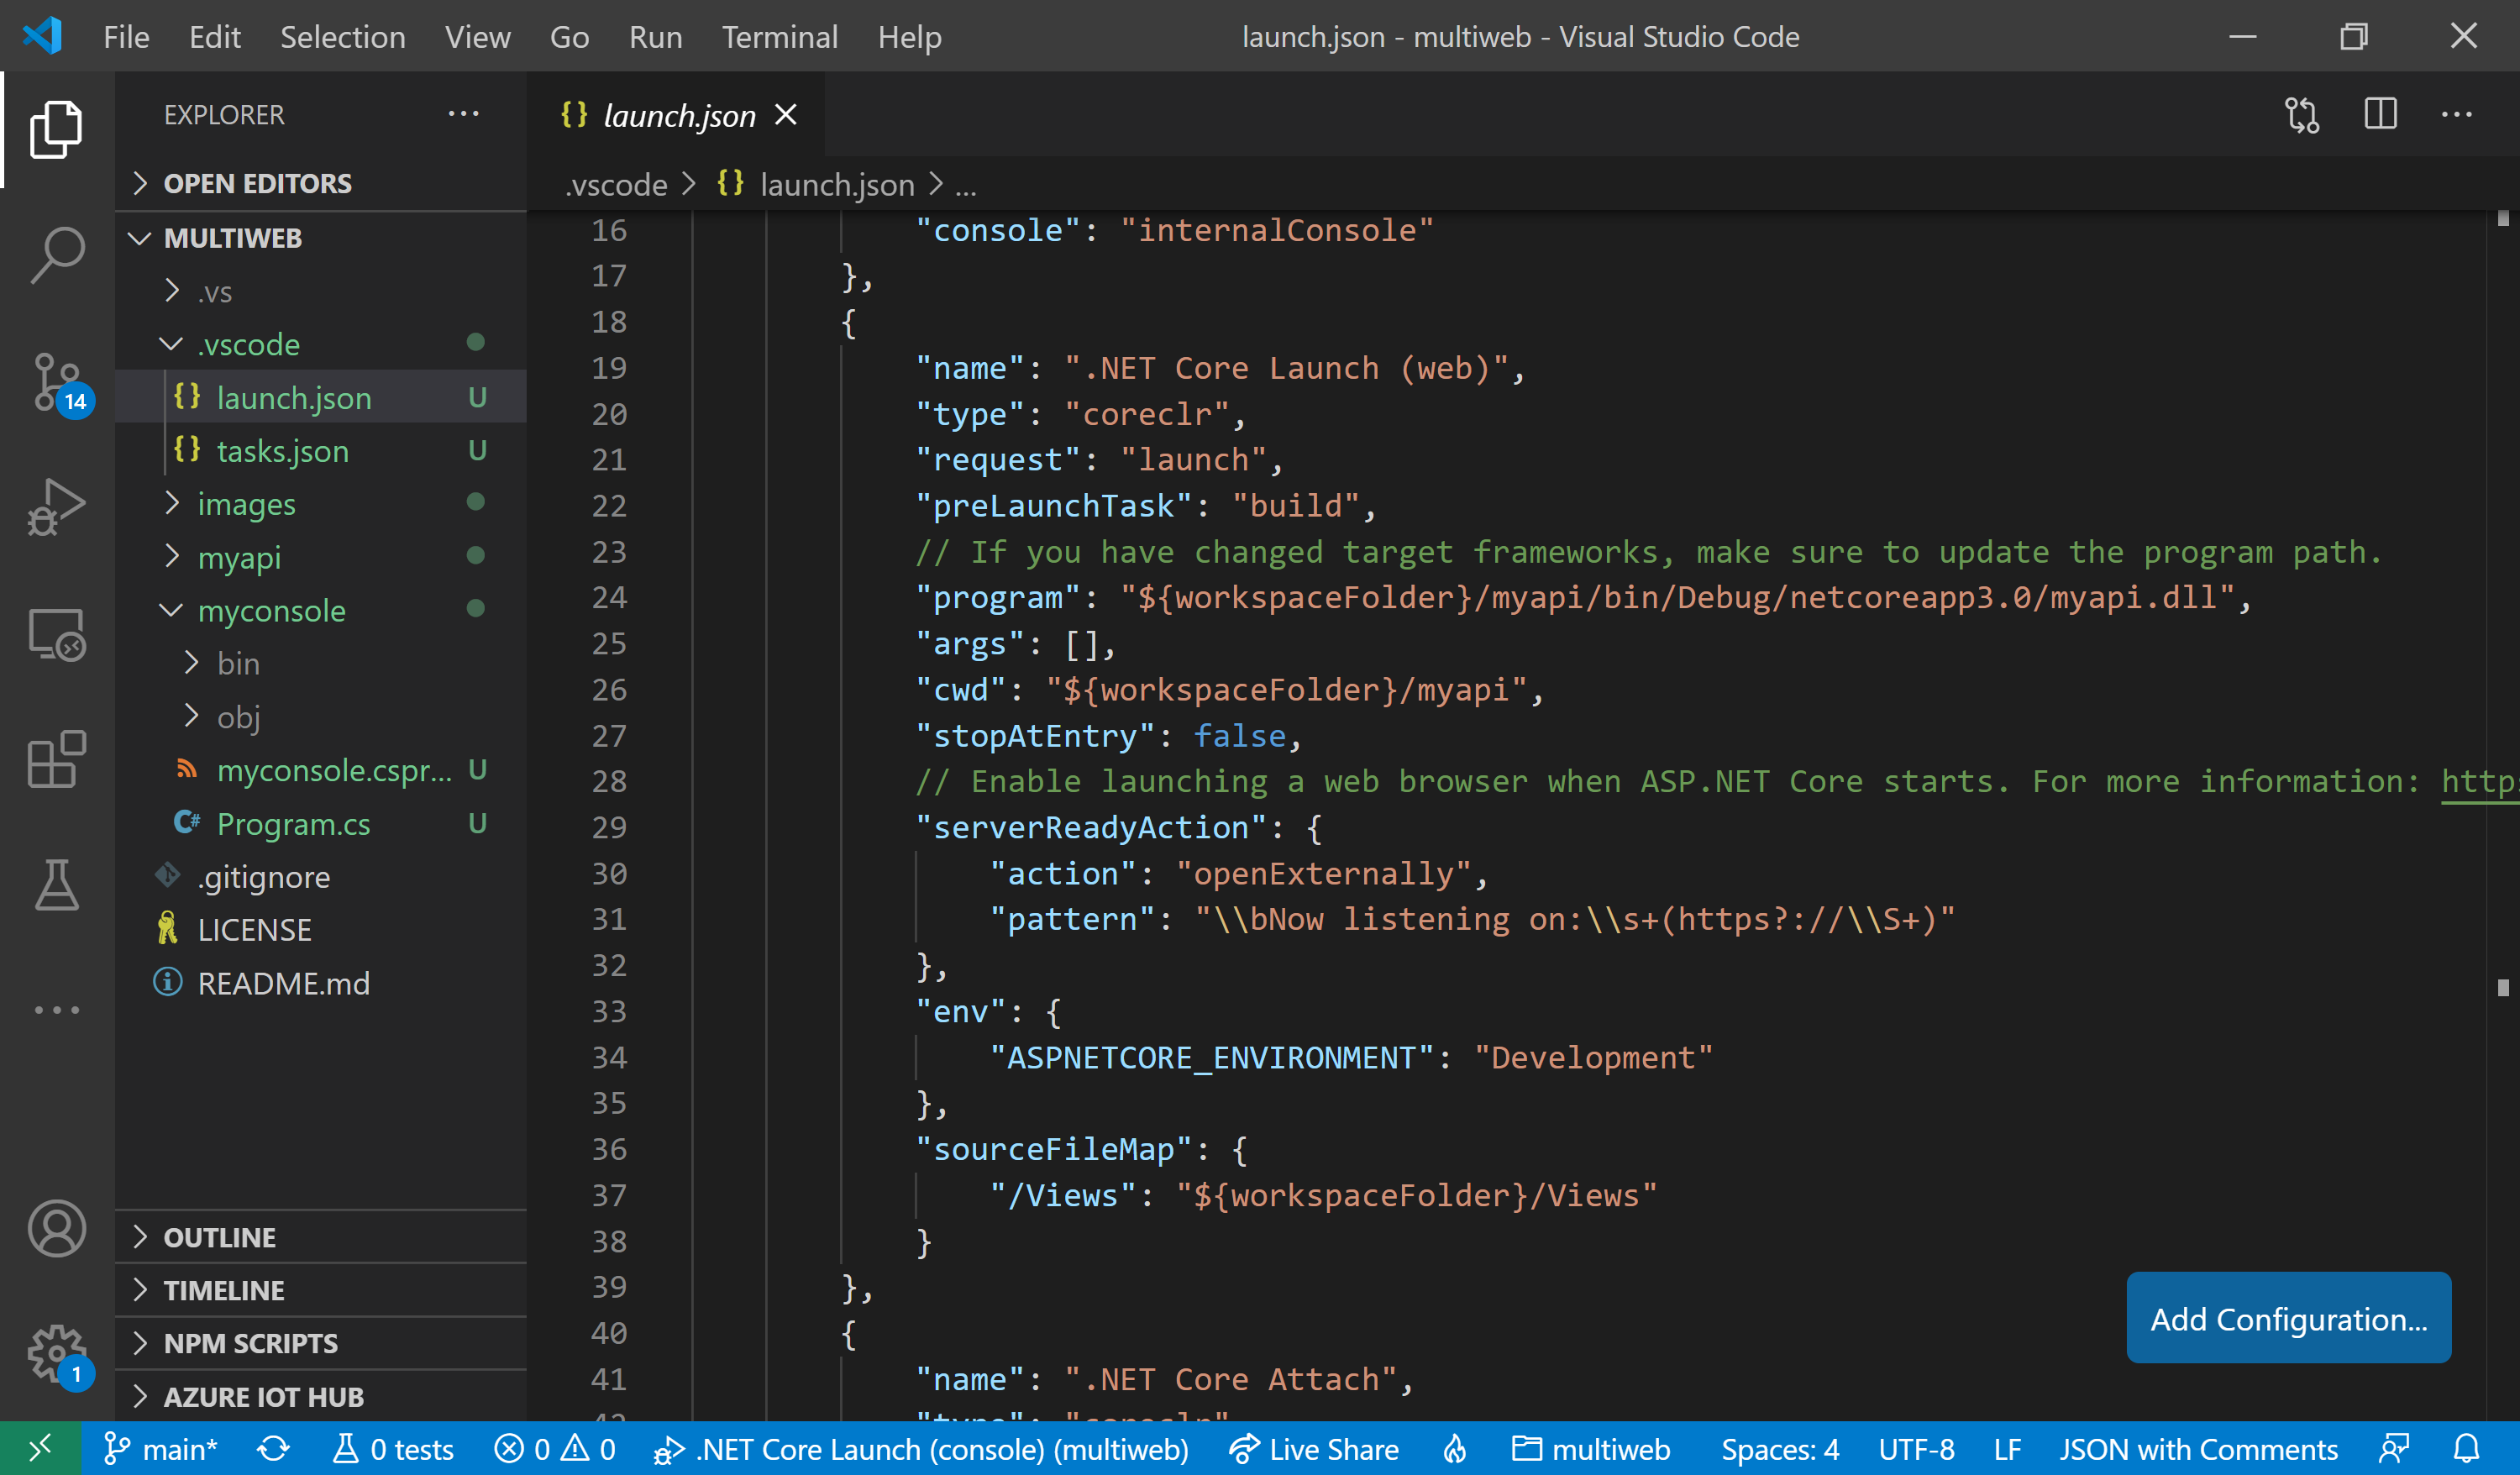 File Edit Selection View Go Run Terminal Help launch.json - multiweb - Visual Studio Code
EXPLORER
OPEN EDITORS
MULTIWEB
.vs
.vscode
launch.json U
tasks.json U
images
myapi
myconsole
bin
obj
myconsole.cspr... U
Program.cs U
.gitignore
LICENSE
README.md
OUTLINE
TIMELINE
NPM SCRIPTS
AZURE IOT HUB
14
1
{} launch.json
.vscode > {} launch.json > ...
16 "console": "internalConsole"
17 },
18 {
19 "name": ".NET Core Launch (web)",
20 "type": "coreclr",
21 "request": "launch",
22 "preLaunchTask": "build",
23 // If you have changed target frameworks, make sure to update the program path.
24 "program": "${workspaceFolder}/myapi/bin/Debug/netcoreapp3.0/myapi.dll",
25 "args": [],
26 "cwd": "${workspaceFolder}/myapi",
27 "stopAtEntry": false,
28 // Enable launching a web browser when ASP.NET Core starts. For more information: http
29 "serverReadyAction": {
30 "action": "openExternally",
31 "pattern": "\\bNow listening on:\\s+(https?://\\S+)"
32 },
33 "env": {
34 "ASPNETCORE_ENVIRONMENT": "Development"
35 },
36 "sourceFileMap": {
37 "/Views": "${workspaceFolder}/Views"
38 }
39 },
40 {
41 "name": ".NET Core Attach",
42 "type": "coreclr"
Add Configuration...
main* 0 tests 0 0 .NET Core Launch (console) (multiweb) Live Share multiweb Spaces: 4 UTF-8 LF JSON with Comments